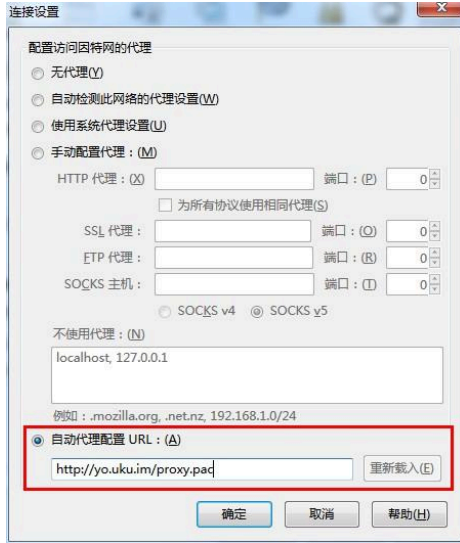 连接设置
配置访问因特网的代理
无代理(Y)
自动检测此网络的代理设置(W)
使用系统代理设置(U)
手动配置代理：(M)
HTTP 代理：(X) 端口：(P) 0
为所有协议使用相同代理(S)
SSL 代理： 端口：(O) 0
FTP 代理： 端口：(R) 0
SOCKS 主机： 端口：(T) 0
SOCKS v4 SOCKS v5
不使用代理：(N)
localhost, 127.0.0.1
例如：.mozilla.org, .net.nz, 192.168.1.0/24
自动代理配置 URL：(A)
http://yo.uku.im/proxy.pac 重新载入(E)
确定 取消 帮助(H)